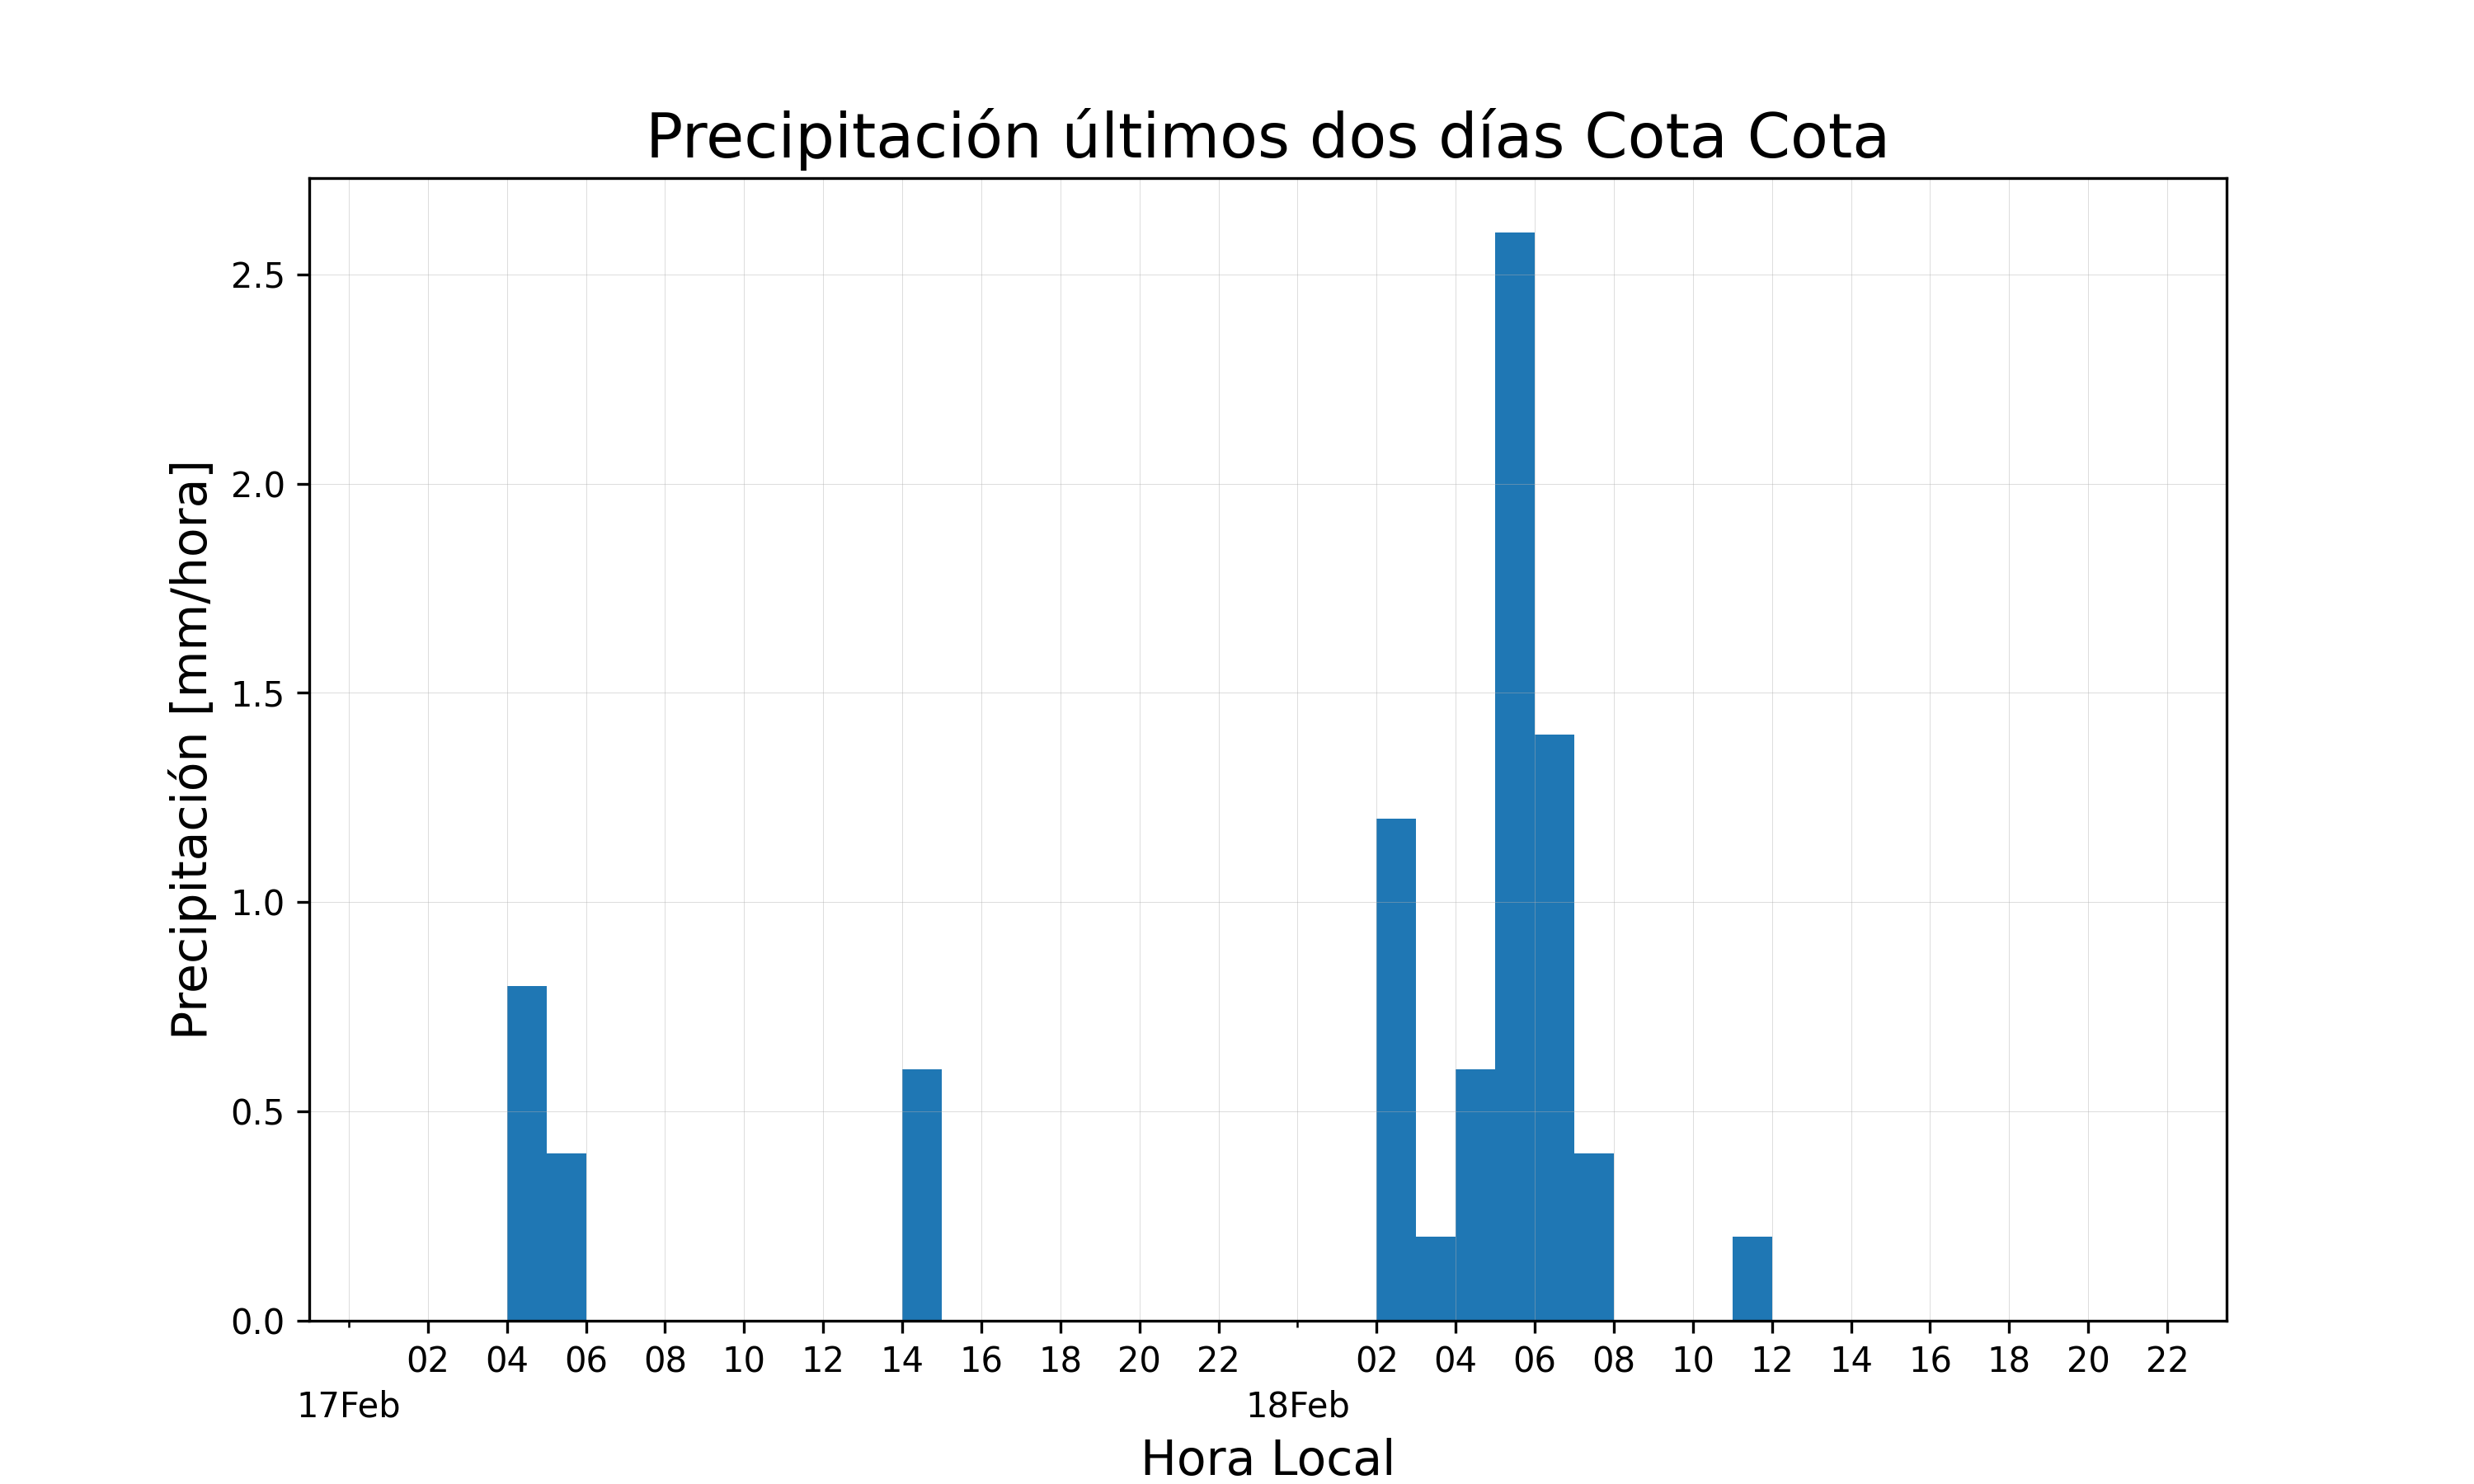 Precipitación últimos dos días Cota Cota
Precipitación [mm/hora]
2.5
2.0
1.5
1.0
0.5
0.0
02 04 06 08 10 12 14 16 18 20 22 02 04 06 08 10 12 14 16 18 20 22
17Feb 18Feb
Hora Local